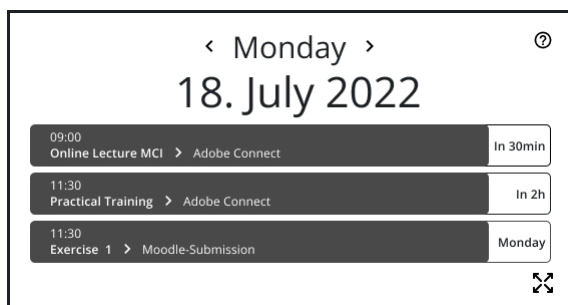 ‹ Monday ›
18. July 2022
09:00
Online Lecture MCI > Adobe Connect
In 30min
11:30
Practical Training > Adobe Connect
In 2h
11:30
Exercise 1 > Moodle-Submission
Monday